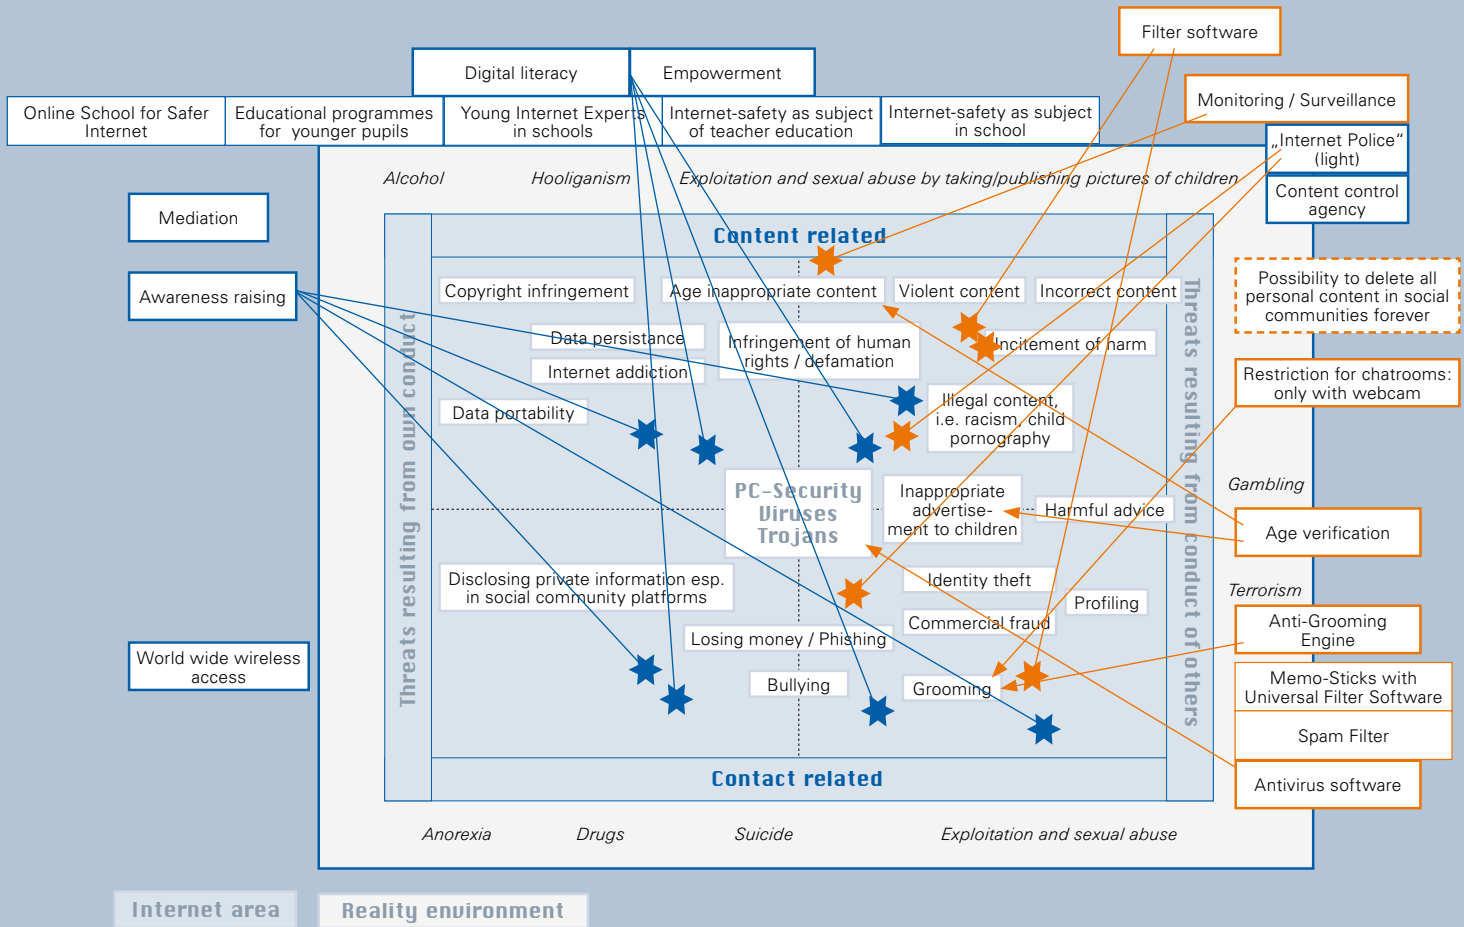 Filter software
Digital literacy
Empowerment
Monitoring / Surveillance
Online School for Safer
Internet
Educational programmes
for younger pupils
Young Internet Experts
in schools
Internet-safety as subject
of teacher education
Internet-safety as subject
in school
„Internet Police“
(light)
Content control
agency
Alcohol
Hooliganism
Exploitation and sexual abuse by taking/publishing pictures of children
Mediation
Awareness raising
Content related
Possibility to delete all
personal content in social
communities forever
Copyright infringement
Age inappropriate content
Violent content
Incorrect content
Data persistance
Infringement of human
rights / defamation
Incitement of harm
Internet addiction
Restriction for chatrooms:
only with webcam
Data portability
Illegal content,
i.e. racism, child
pornography
Threats resulting from own conduct
Threats resulting from conduct of others
PC-Security
Viruses
Trojans
Inappropriate
advertise-
ment to children
Harmful advice
Gambling
Age verification
Disclosing private information esp.
in social community platforms
Identity theft
Profiling
Terrorism
Commercial fraud
Anti-Grooming
Engine
Losing money / Phishing
World wide wireless
access
Bullying
Grooming
Memo-Sticks with
Universal Filter Software
Spam Filter
Contact related
Antivirus software
Anorexia
Drugs
Suicide
Exploitation and sexual abuse
Internet area
Reality environment